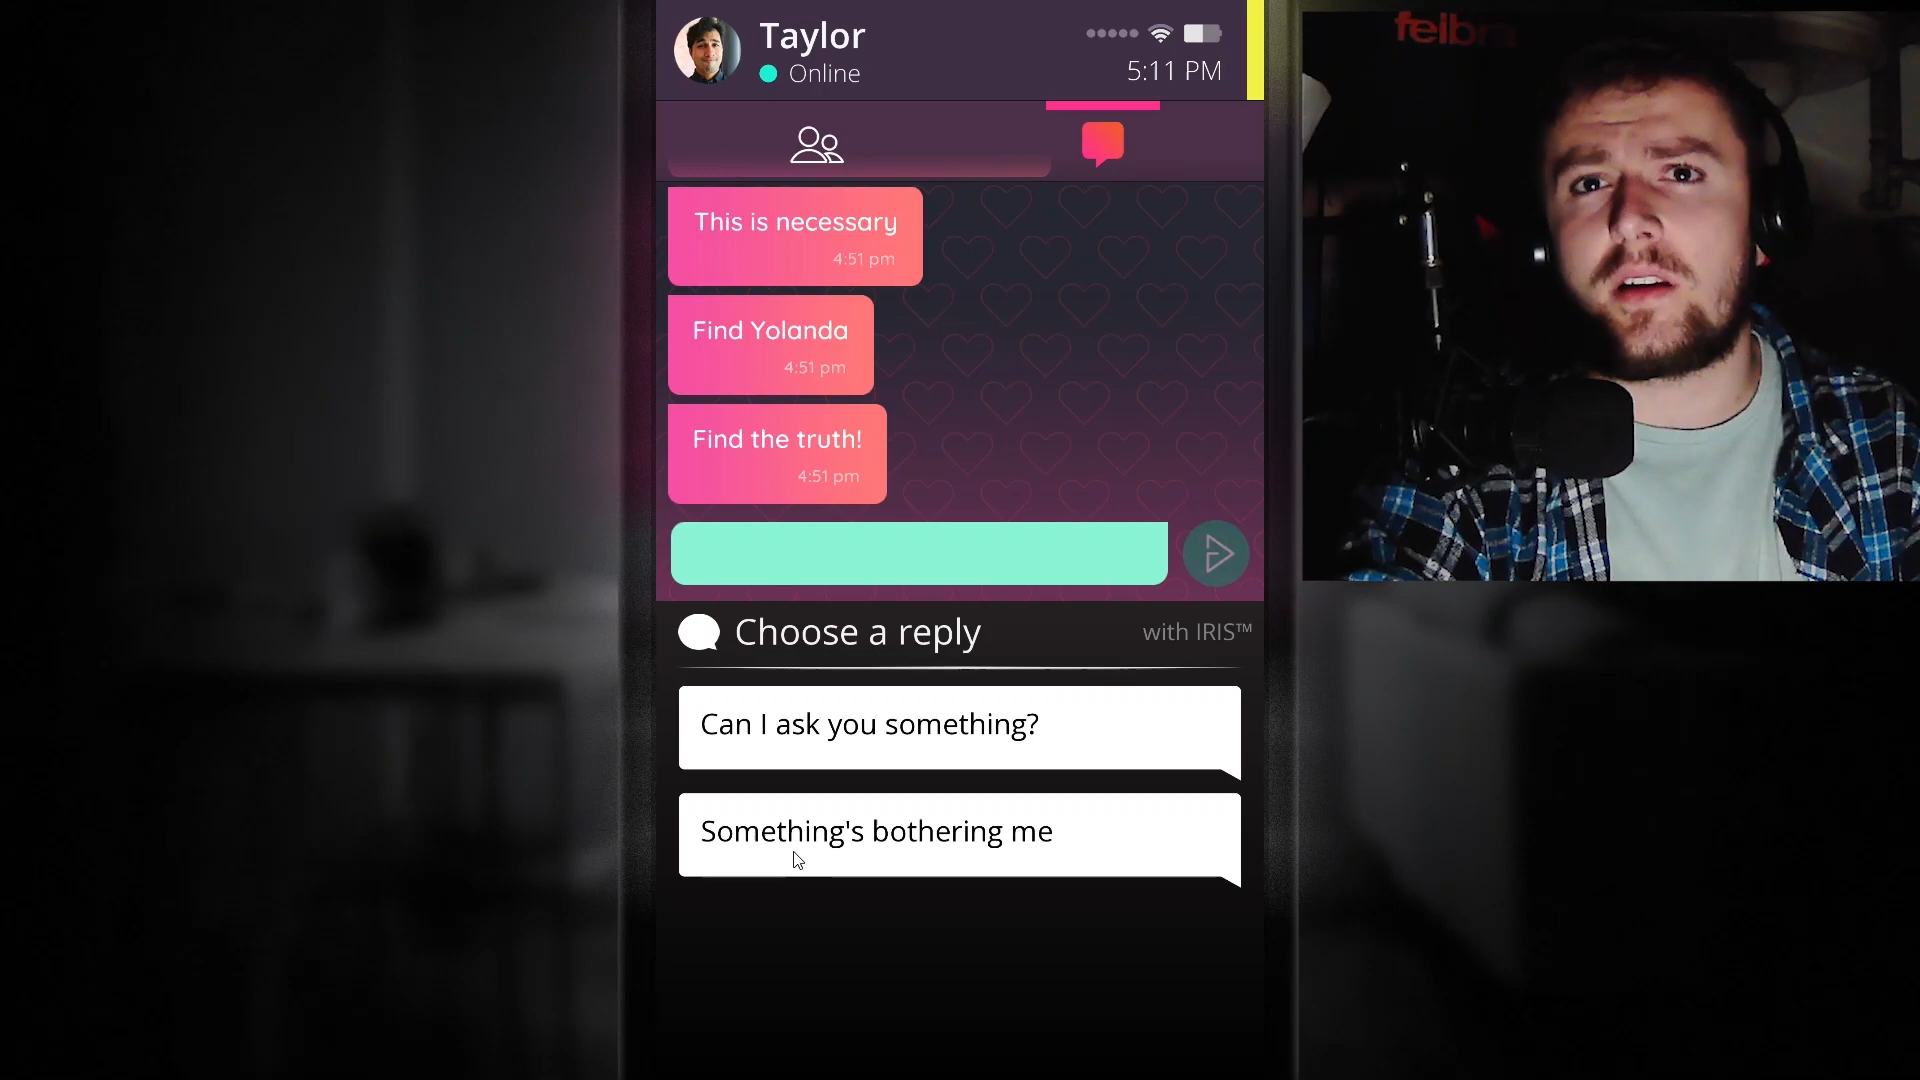 Taylor
Online
5:11 PM
This is necessary
4:51 pm
Find Yolanda
4:51 pm
Find the truth!
4:51 pm
Choose a reply
with IRIS™
Can I ask you something?
Something's bothering me